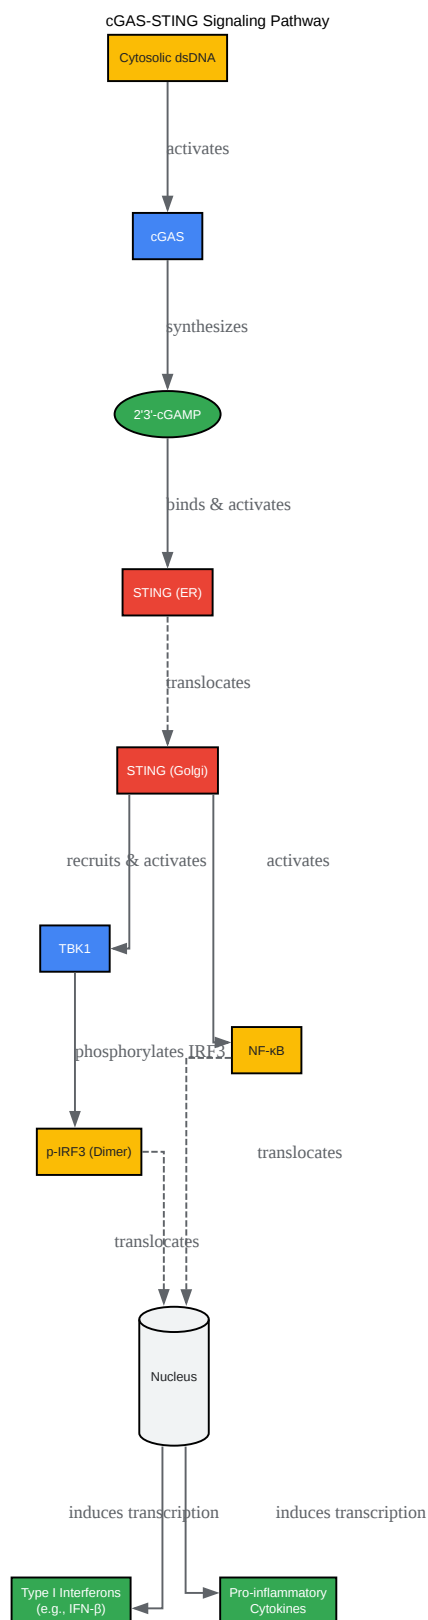 cGAS-STING Signaling Pathway
Cytosolic dsDNA
activates
cGAS
synthesizes
2'3'-cGAMP
binds & activates
STING (ER)
translocates
STING (Golgi)
recruits & activates
activates
TBK1
phosphorylates IRF3
NF-κB
p-IRF3 (Dimer)
translocates
translocates
Nucleus
induces transcription
induces transcription
Type I Interferons
(e.g., IFN-β)
Pro-inflammatory
Cytokines